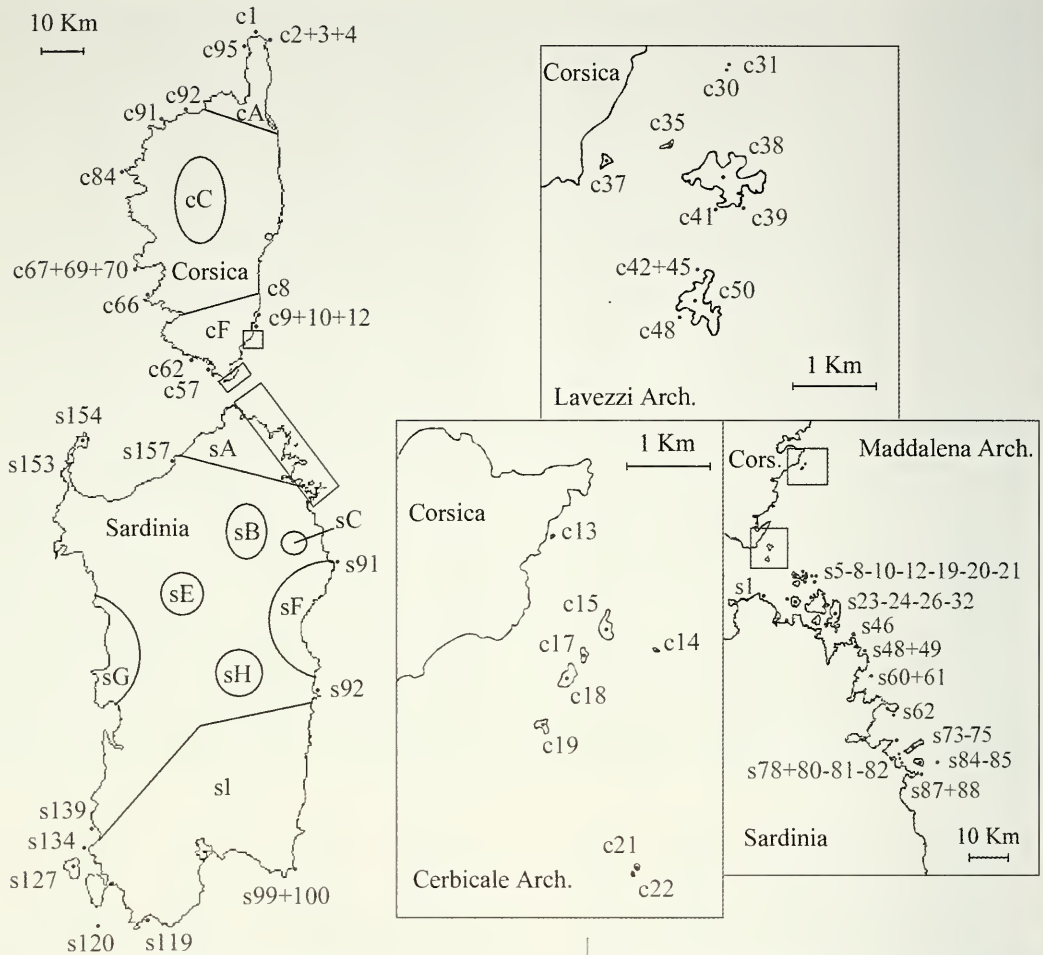 10 Km
c1
c2+3+4
c95
c92
c91
cA
c84
cC
c67+69+70
Corsica
c8
c66
cF
c9+10+12
c62
c57
s154
s153
s157
sA
Sardinia
sB
sC
s91
sE
sF
sG
sH
s92
sI
s139
s134
s127
s99+100
s120
s119
Corsica
c31
c30
c35
c38
c37
c41
c39
c42+45
c50
c48
1 Km
Lavezzi Arch.
1 Km
Corsica
c13
c15
c14
c17
c18
c19
c21
c22
Cerbicale Arch.
Maddalena Arch.
Cors.
s5-8-10-12-19-20-21
s1
s23-24-26-32
s46
s48+49
s60+61
s62
s73-75
s84-85
s78+80-81-82
s87+88
10 Km
Sardinia